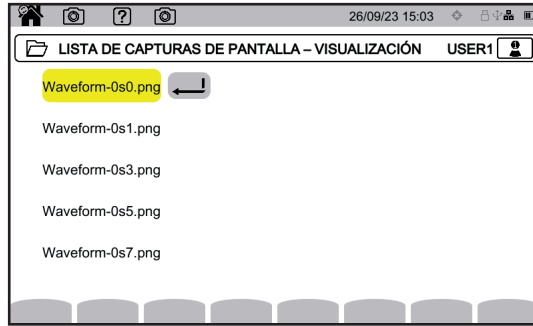 26/09/23 15:03
LISTA DE CAPTURAS DE PANTALLA – VISUALIZACIÓN USER1
Waveform-0s0.png
Waveform-0s1.png
Waveform-0s3.png
Waveform-0s5.png
Waveform-0s7.png